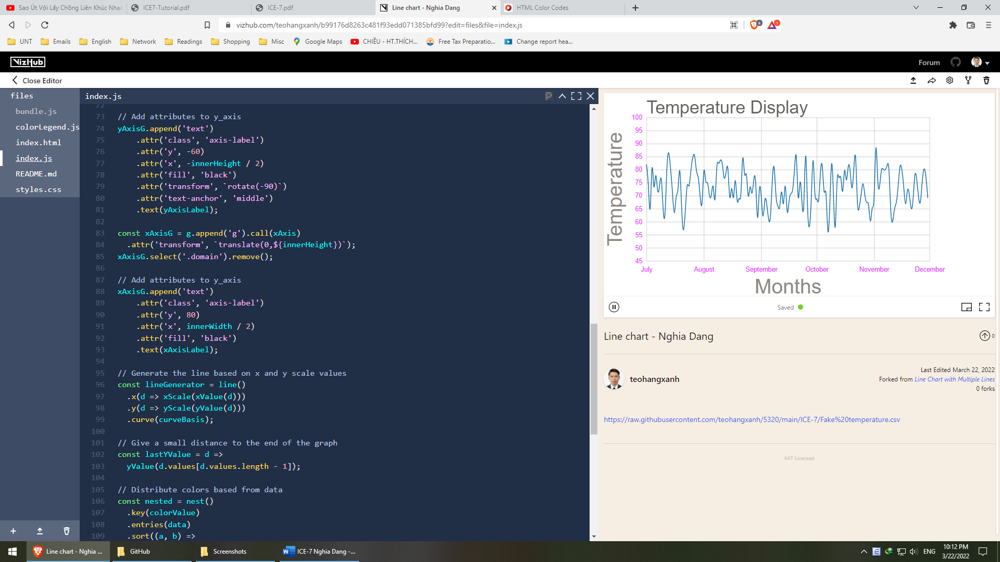 Sao Út Vội Lấy Chồng Liên Khúc Nhạc
ICE7-Tutorial.pdf
ICE-7.pdf
Line chart - Nghia Dang
HTML Color Codes
vizhub.com/teohangxanh/b99176d8263c481f93edd071385bfd99?edit=files&file=index.js
6
1
UNT
Emails
English
Network
Readings
Shopping
Misc
Google Maps
CHIỀU - HT.THÍCH...
Free Tax Preparatio...
Change report hea...
VizHub
Forum
Close Editor
files
bundle.js
colorLegend.js
index.html
index.js
README.md
styles.css
index.js
72
73 // Add attributes to y_axis
74 yAxisG.append('text')
75 .attr('class', 'axis-label')
76 .attr('y', -60)
77 .attr('x', -innerHeight / 2)
78 .attr('fill', 'black')
79 .attr('transform', `rotate(-90)`)
80 .attr('text-anchor', 'middle')
81 .text(yAxisLabel);
82
83 const xAxisG = g.append('g').call(xAxis)
84 .attr('transform', `translate(0,${innerHeight})`);
85 xAxisG.select('.domain').remove();
86
87 // Add attributes to y_axis
88 xAxisG.append('text')
89 .attr('class', 'axis-label')
90 .attr('y', 80)
91 .attr('x', innerWidth / 2)
92 .attr('fill', 'black')
93 .text(xAxisLabel);
94
95 // Generate the line based on x and y scale values
96 const lineGenerator = line()
97 .x(d => xScale(xValue(d)))
98 .y(d => yScale(yValue(d)))
99 .curve(curveBasis);
100
101 // Give a small distance to the end of the graph
102 const lastYValue = d =>
103 yValue(d.values[d.values.length - 1]);
104
105 // Distribute colors based from data
106 const nested = nest()
107 .key(colorValue)
108 .entries(data)
109 .sort((a, b) =>
Temperature Display
Temperature
100
95
90
85
80
75
70
65
60
55
50
45
July August September October November December
Months
Saved
Line chart - Nghia Dang
0
teohangxanh
Last Edited March 22, 2022
Forked from Line Chart with Multiple Lines
0 forks
https://raw.githubusercontent.com/teohangxanh/5320/main/ICE-7/Fake%20temperature.csv
MIT Licensed
Line chart - Nghia ...
GitHub
Screenshots
ICE-7 Nghia Dang -...
ENG
10:12 PM
3/22/2022